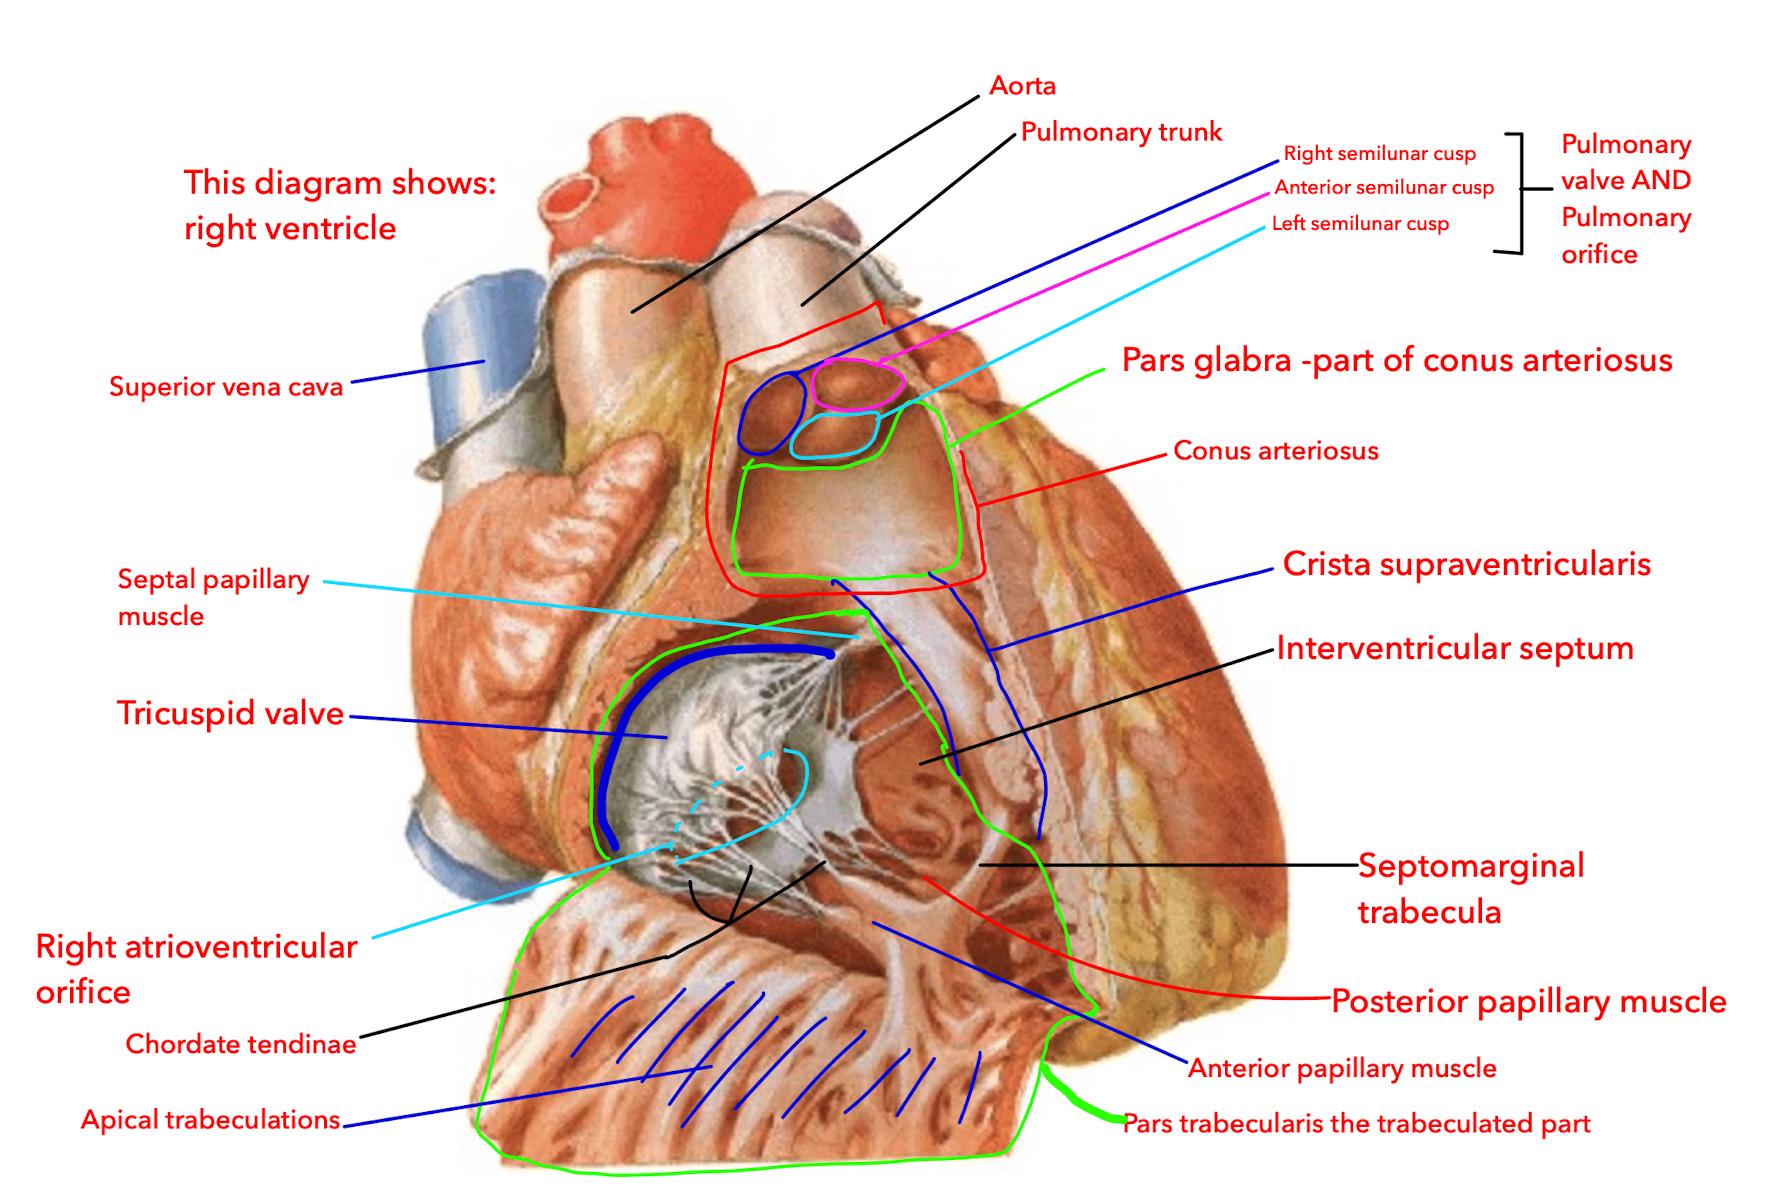 Aorta
Pulmonary trunk
This diagram shows:
right ventricle
Right semilunar cusp
Anterior semilunar cusp
Left semilunar cusp
Pulmonary
valve AND
Pulmonary
orifice
Superior vena cava
Pars glabra -part of conus arteriosus
Conus arteriosus
Septal papillary
muscle
Crista supraventricularis
Interventricular septum
Tricuspid valve
Septomarginal
trabecula
Right atrioventricular
orifice
Posterior papillary muscle
Chordate tendinae
Anterior papillary muscle
Apical trabeculations
Pars trabecularis the trabeculated part